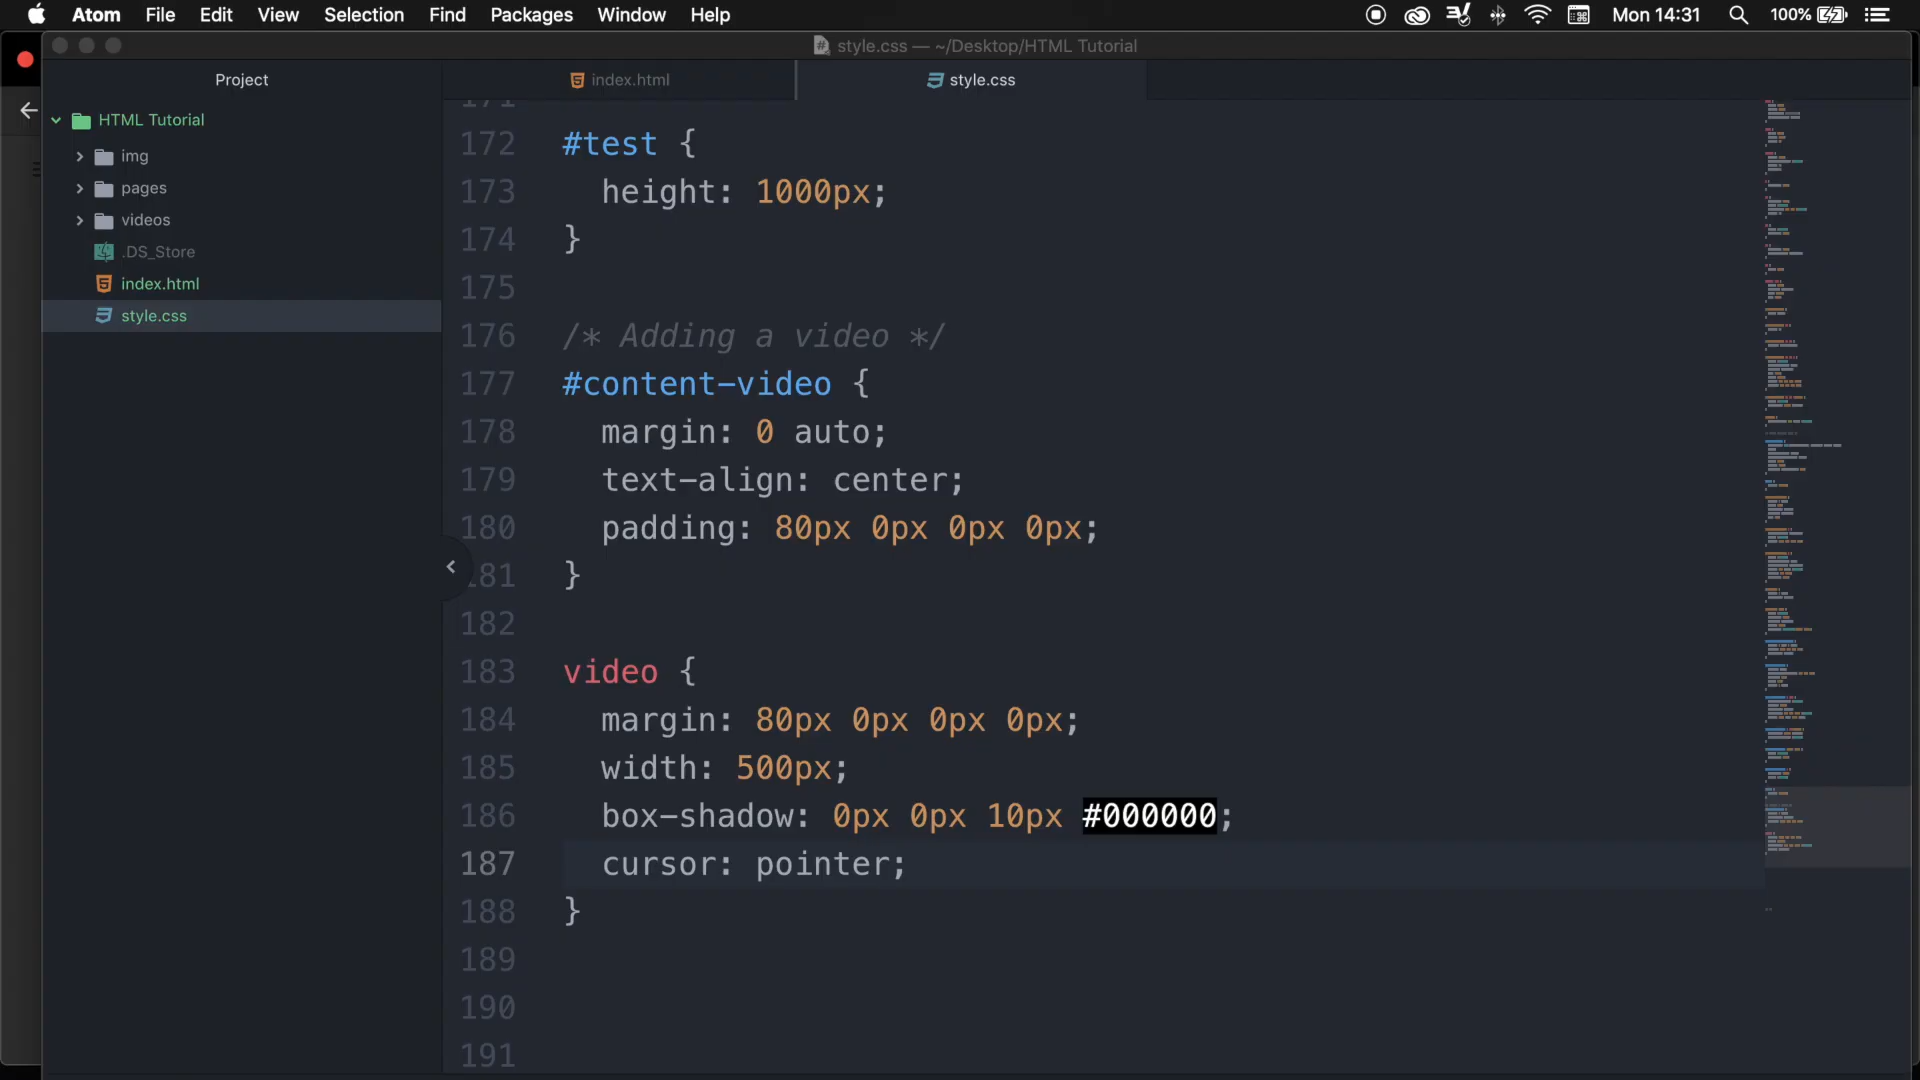 Atom File Edit View Selection Find Packages Window Help Mon 14:31 100%
style.css — ~/Desktop/HTML Tutorial
Project
index.html
style.css
HTML Tutorial
img
pages
videos
.DS_Store
index.html
style.css
171
172 #test {
173 height: 1000px;
174 }
175
176 /* Adding a video */
177 #content-video {
178 margin: 0 auto;
179 text-align: center;
180 padding: 80px 0px 0px 0px;
181 }
182
183 video {
184 margin: 80px 0px 0px 0px;
185 width: 500px;
186 box-shadow: 0px 0px 10px #000000;
187 cursor: pointer;
188 }
189
190
191